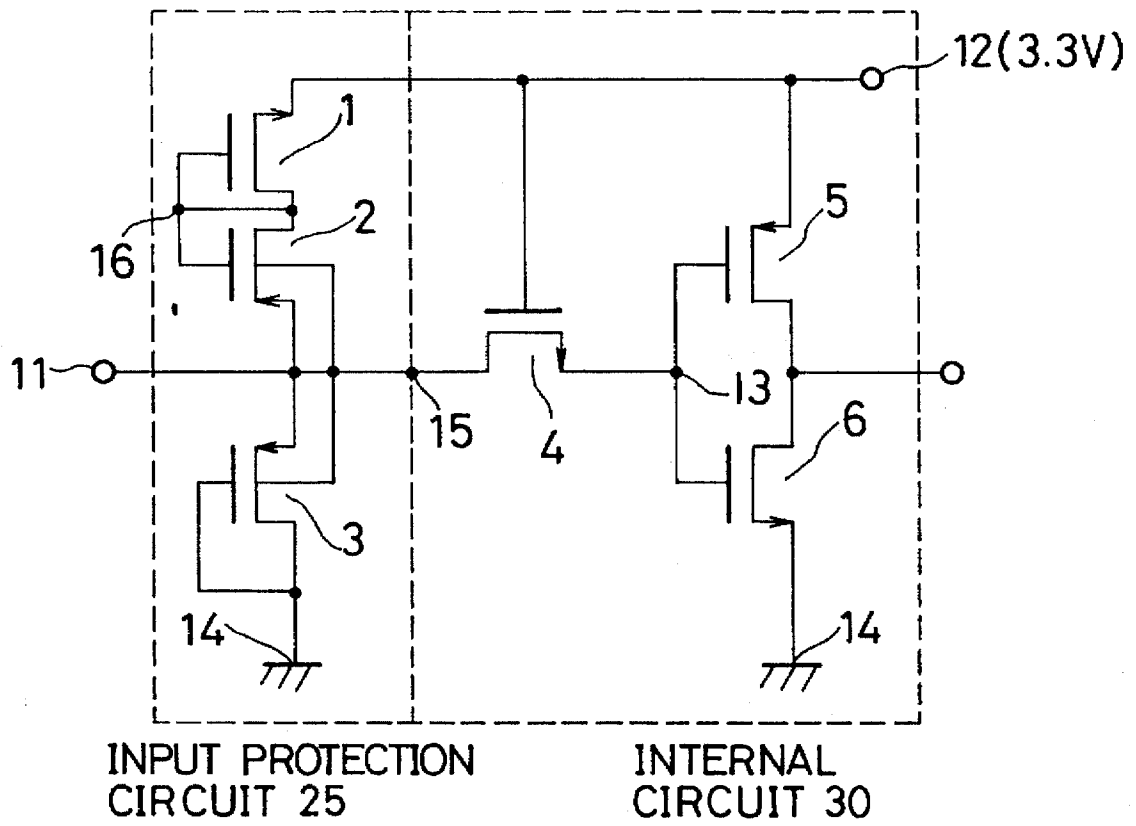 12(3.3V)
1
2
5
16
11
15
4
13
6
3
14
14
INPUT PROTECTION
CIRCUIT 25
INTERNAL
CIRCUIT 30